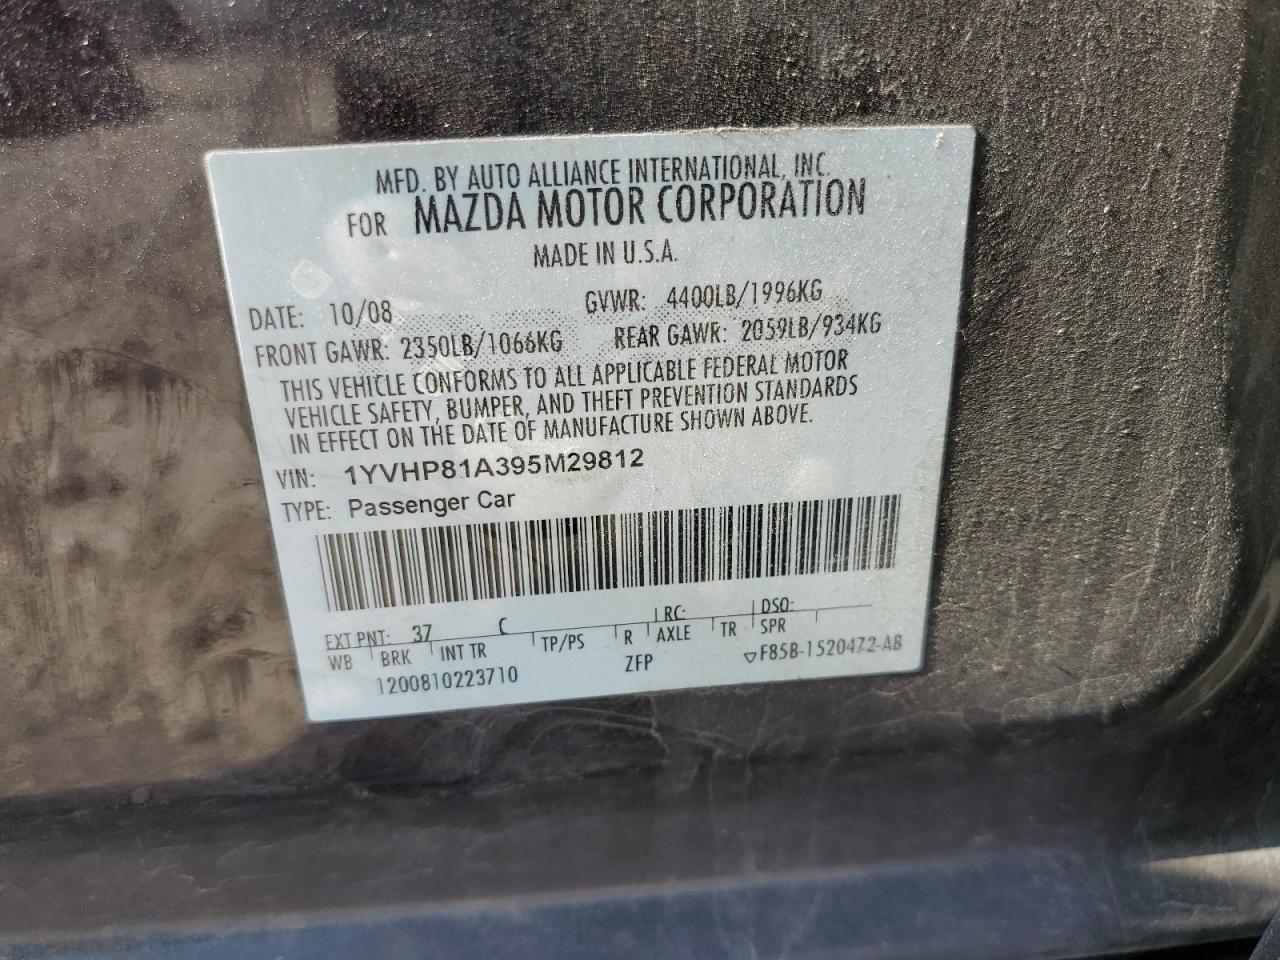 MFD. BY AUTO ALLIANCE INTERNATIONAL, INC.
FOR MAZDA MOTOR CORPORATION
MADE IN U.S.A.
DATE: 10/08 GVWR: 4400LB/1996KG
FRONT GAWR: 2350LB/1066KG REAR GAWR: 2059LB/934KG
THIS VEHICLE CONFORMS TO ALL APPLICABLE FEDERAL MOTOR
VEHICLE SAFETY, BUMPER, AND THEFT PREVENTION STANDARDS
IN EFFECT ON THE DATE OF MANUFACTURE SHOWN ABOVE.
VIN: 1YVHP81A395M29812
TYPE: Passenger Car
EXT PNT: 37 C RC: DSO:
WB BRK INT TR TP/PS R AXLE TR SPR
1200810223710 ZFP ▽F85B-1520472-AB